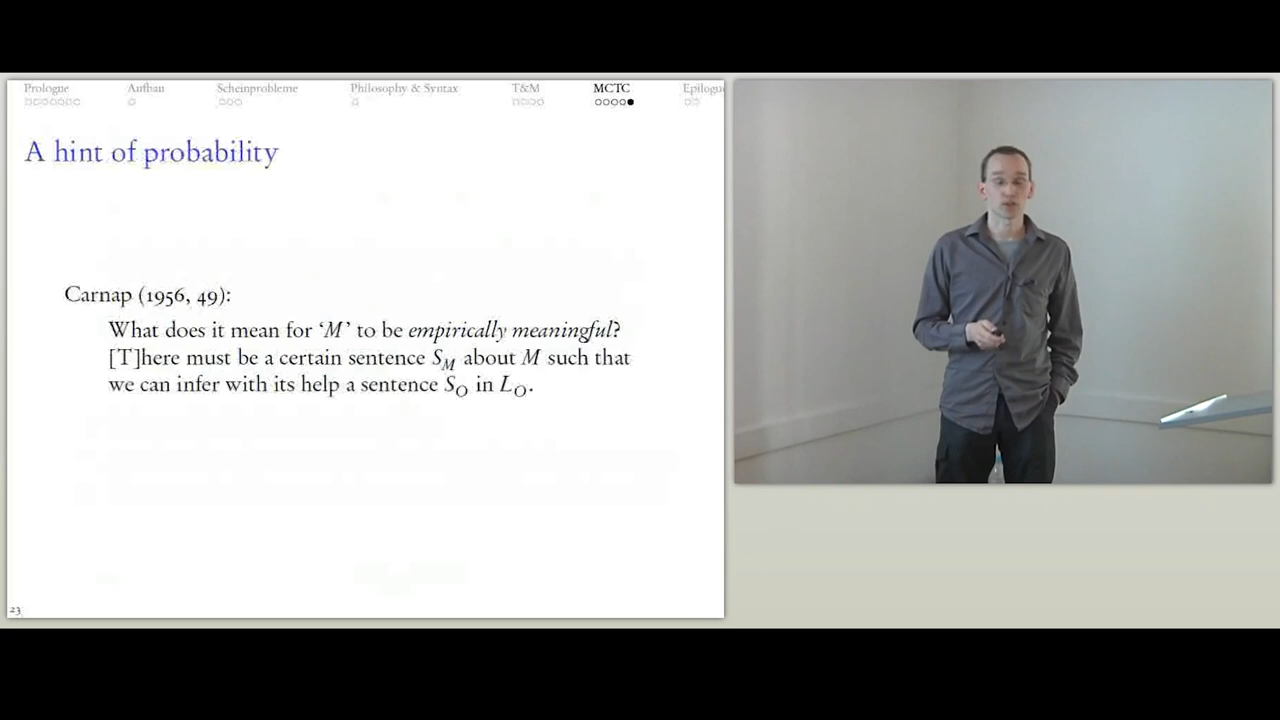 Prologue Aufbau Scheinprobleme Philosophy & Syntax T&M MCTC Epilogu
A hint of probability
Carnap (1956, 49):
What does it mean for ‘M’ to be empirically meaningful?
[T]here must be a certain sentence S_M about M such that
we can infer with its help a sentence S_O in L_O.
23